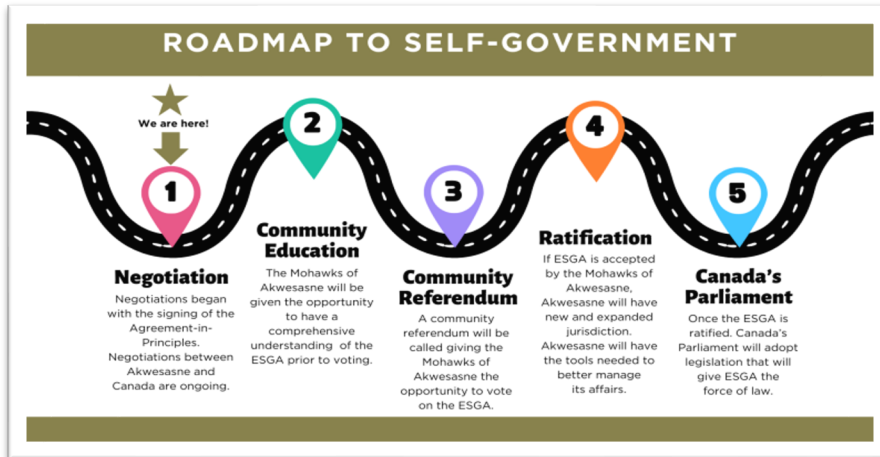 ROADMAP TO SELF-GOVERNMENT
We are here!
1
Negotiation
Negotiations began
with the signing of the
Agreement-in-
Principles.
Negotiations between
Akwesasne and
Canada are ongoing.
2
Community
Education
The Mohawks of
Akwesasne will be
given the opportunity
to have a
comprehensive
understanding of the
ESGA prior to voting.
3
Community
Referendum
A community
referendum will be
called giving the
Mohawks of
Akwesasne the
opportunity to vote
on the ESGA.
4
Ratification
If ESGA is accepted
by the Mohawks of
Akwesasne,
Akwesasne will have
new and expanded
jurisdiction.
Akwesasne will have
the tools needed to
better manage
its affairs.
5
Canada's
Parliament
Once the ESGA is
ratified. Canada's
Parliament will adopt
legislation that will
give ESGA the
force of law.